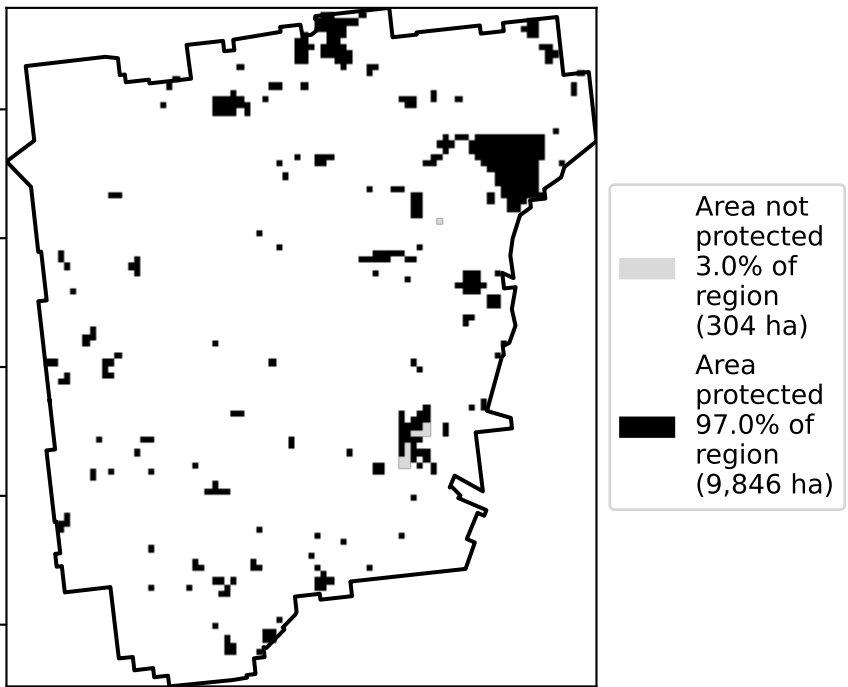 Area not
protected
3.0% of
region
(304 ha)
Area
protected
97.0% of
region
(9,846 ha)